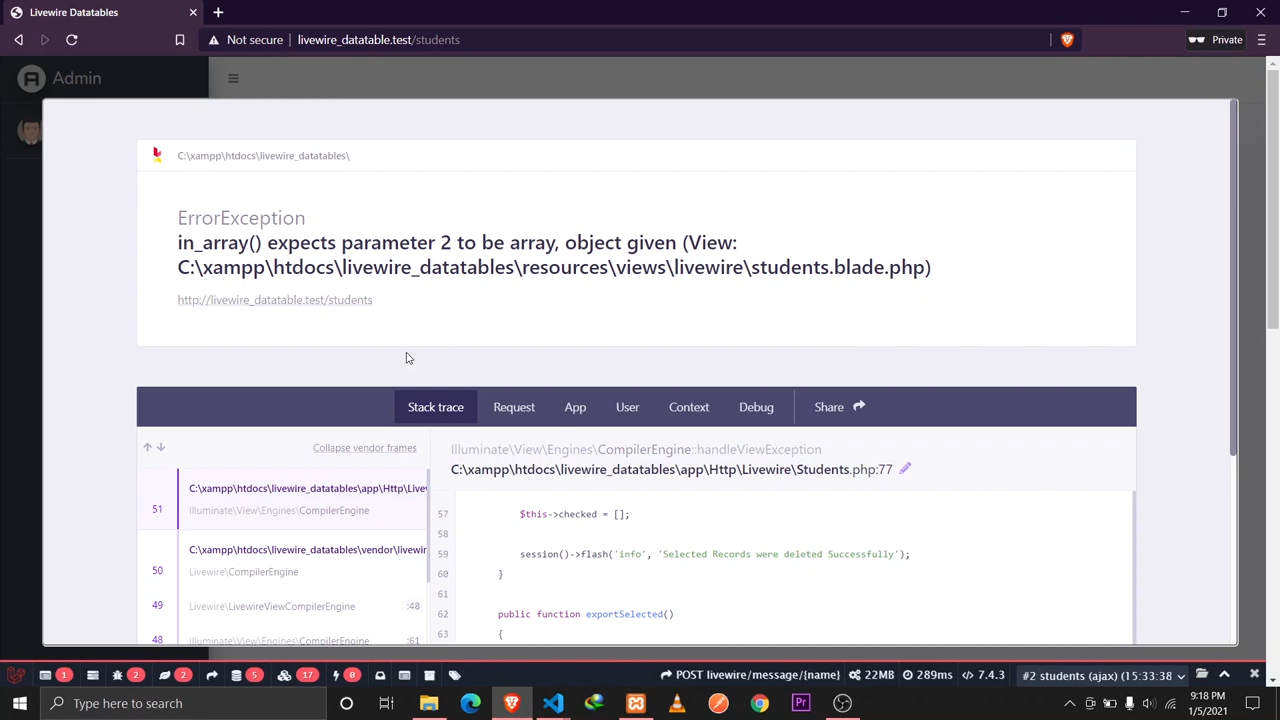 Livewire Datatables
Not secure
livewire_datatable.test/students
Private
Admin
C:\xampp\htdocs\livewire_datatables\
ErrorException
in_array() expects parameter 2 to be array, object given (View:
C:\xampp\htdocs\livewire_datatables\resources\views\livewire\students.blade.php)
http://livewire_datatable.test/students
Stack trace
Request
App
User
Context
Debug
Share
Collapse vendor frames
Illuminate\View\Engines\CompilerEngine::handleViewException
C:\xampp\htdocs\livewire_datatables\app\Http\Livewire\Students.php:77
51
C:\xampp\htdocs\livewire_datatables\app\Http\Live
Illuminate\View\Engines\CompilerEngine
50
C:\xampp\htdocs\livewire_datatables\vendor\livewir
Livewire\CompilerEngine
49
Livewire\LivewireViewCompilerEngine :48
48
Illuminate\View\Engines\CompilerEngine :61
57 $this->checked = [];
58
59 session()->flash('info', 'Selected Records were deleted Successfully');
60 }
61
62 public function exportSelected()
63 {
1
2
2
5
17
0
POST livewire/message/{name}
22MB
289ms
7.4.3
#2 students (ajax) (15:33:38
Type here to search
Pr
9:18 PM
1/5/2021